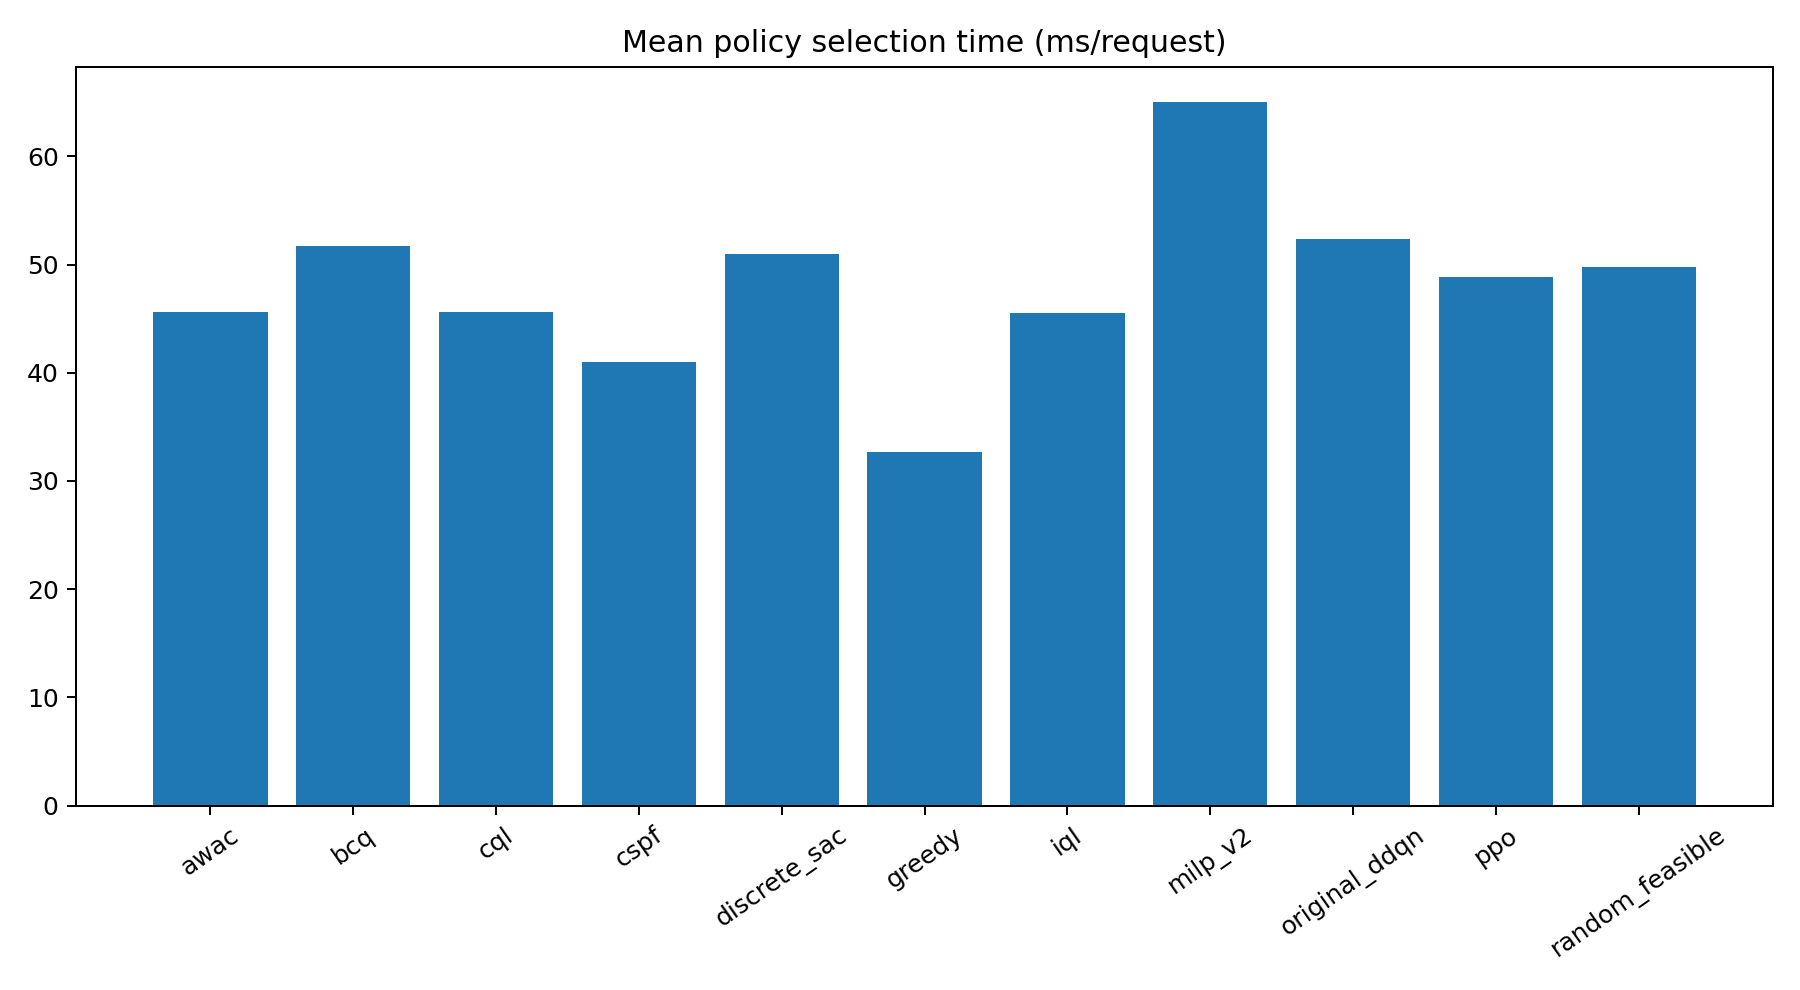 Mean policy selection time (ms/request)
60
50
40
30
20
10
0
awac
bcq
cql
cspf
discrete_sac
greedy
iql
milp_v2
original_ddqn
ppo
random_feasible